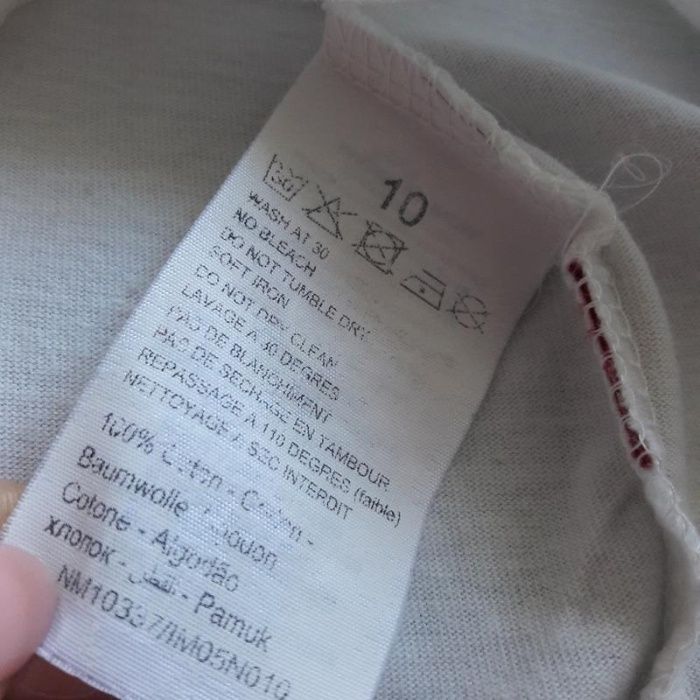 10
30
WASH AT 30
NO BLEACH
DO NOT TUMBLE DRY
SOFT IRON
DO NOT DRY CLEAN
LAVAGE A 30 DEGRES
PAS DE BLANCHIMENT
PAS DE SECHAGE EN TAMBOUR
REPASSAGE A 110 DEGRES (faible)
NETTOYAGE A SEC INTERDIT
100% Cotton - Coton -
Baumwolle -
Cotone - Algodão
хлопок - القطن - Pamuk